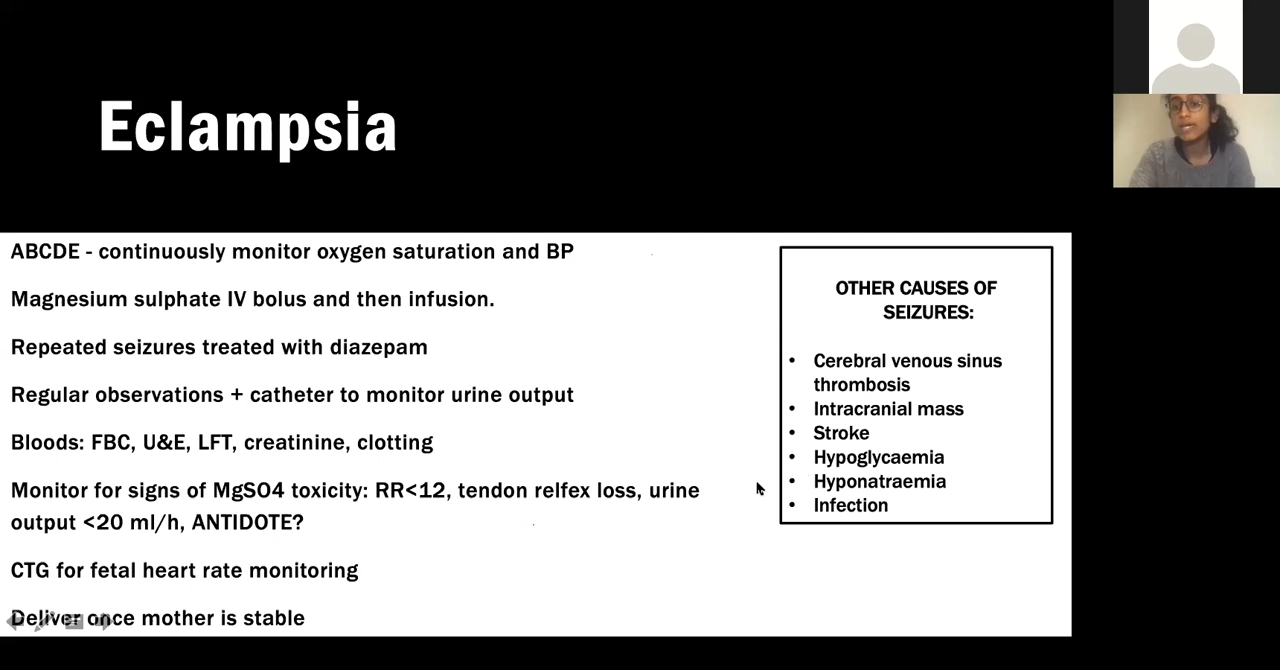 Eclampsia
ABCDE - continuously monitor oxygen saturation and BP
Magnesium sulphate IV bolus and then infusion.
Repeated seizures treated with diazepam
Regular observations + catheter to monitor urine output
Bloods: FBC, U&E, LFT, creatinine, clotting
Monitor for signs of MgSO4 toxicity: RR<12, tendon relfex loss, urine
output <20 ml/h, ANTIDOTE?
CTG for fetal heart rate monitoring
Deliver once mother is stable
OTHER CAUSES OF
SEIZURES:
• Cerebral venous sinus
thrombosis
• Intracranial mass
• Stroke
• Hypoglycaemia
• Hyponatraemia
• Infection